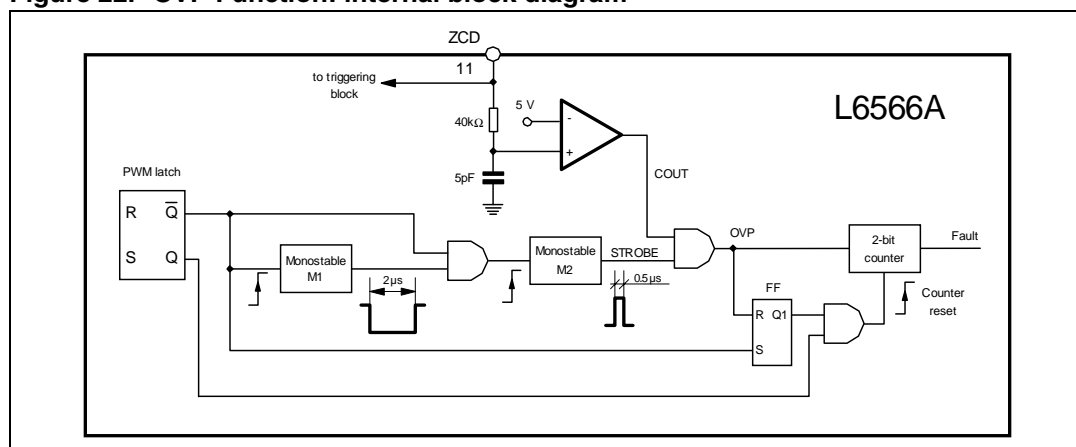 Figure 22. OVP Function: internal block diagram
ZCD
11
to triggering
block
L6566A
5 V
-
40kΩ
+
5pF
COUT
PWM latch
R Q̅
S Q
Monostable
M1
2µs
Monostable
M2
STROBE
0.5µs
OVP
2-bit
counter
Fault
FF
R Q1
S
Counter
reset